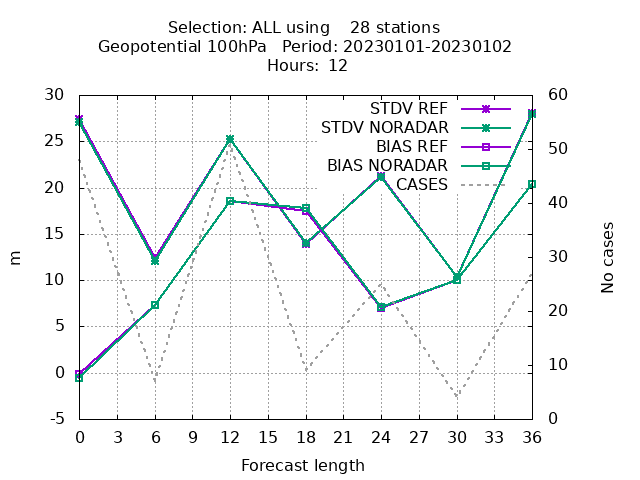 Selection: ALL using    28 stations
Geopotential 100hPa   Period: 20230101-20230102
Hours:  12
30
25
20
15
10
5
0
-5
m
60
50
40
30
20
10
0
No cases
STDV REF
STDV NORADAR
BIAS REF
BIAS NORADAR
CASES
0 3 6 9 12 15 18 21 24 27 30 33 36
Forecast length